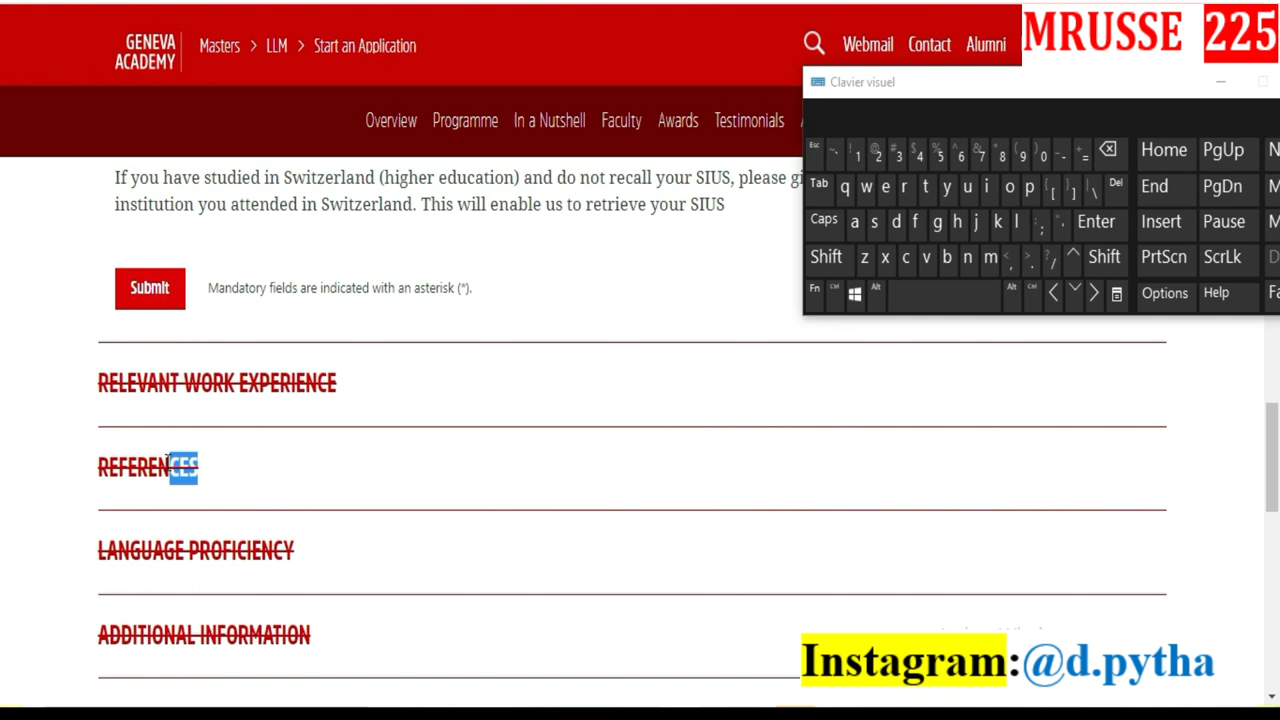 GENEVA
ACADEMY
Masters > LLM > Start an Application
Webmail Contact Alumni
MRUSSE 225
Clavier visuel
Overview Programme In a Nutshell Faculty Awards Testimonials
If you have studied in Switzerland (higher education) and do not recall your SIUS, please gi
institution you attended in Switzerland. This will enable us to retrieve your SIUS
Esc ~ ` ! 1 @ 2 # 3 $ 4 % 5 ^ 6 & 7 * 8 ( 9 ) 0 _ - + = Home PgUp
Tab q w e r t y u i o p { [ } ] | \ Del End PgDn
Caps a s d f g h j k l : ; " ' Enter Insert Pause
Shift z x c v b n m < , > . ? / ^ Shift PrtScn ScrLk
Fn Ctrl Alt Alt Ctrl Options Help
Submit Mandatory fields are indicated with an asterisk (*).
RELEVANT WORK EXPERIENCE
REFERENCES
LANGUAGE PROFICIENCY
ADDITIONAL INFORMATION
Instagram:@d.pytha